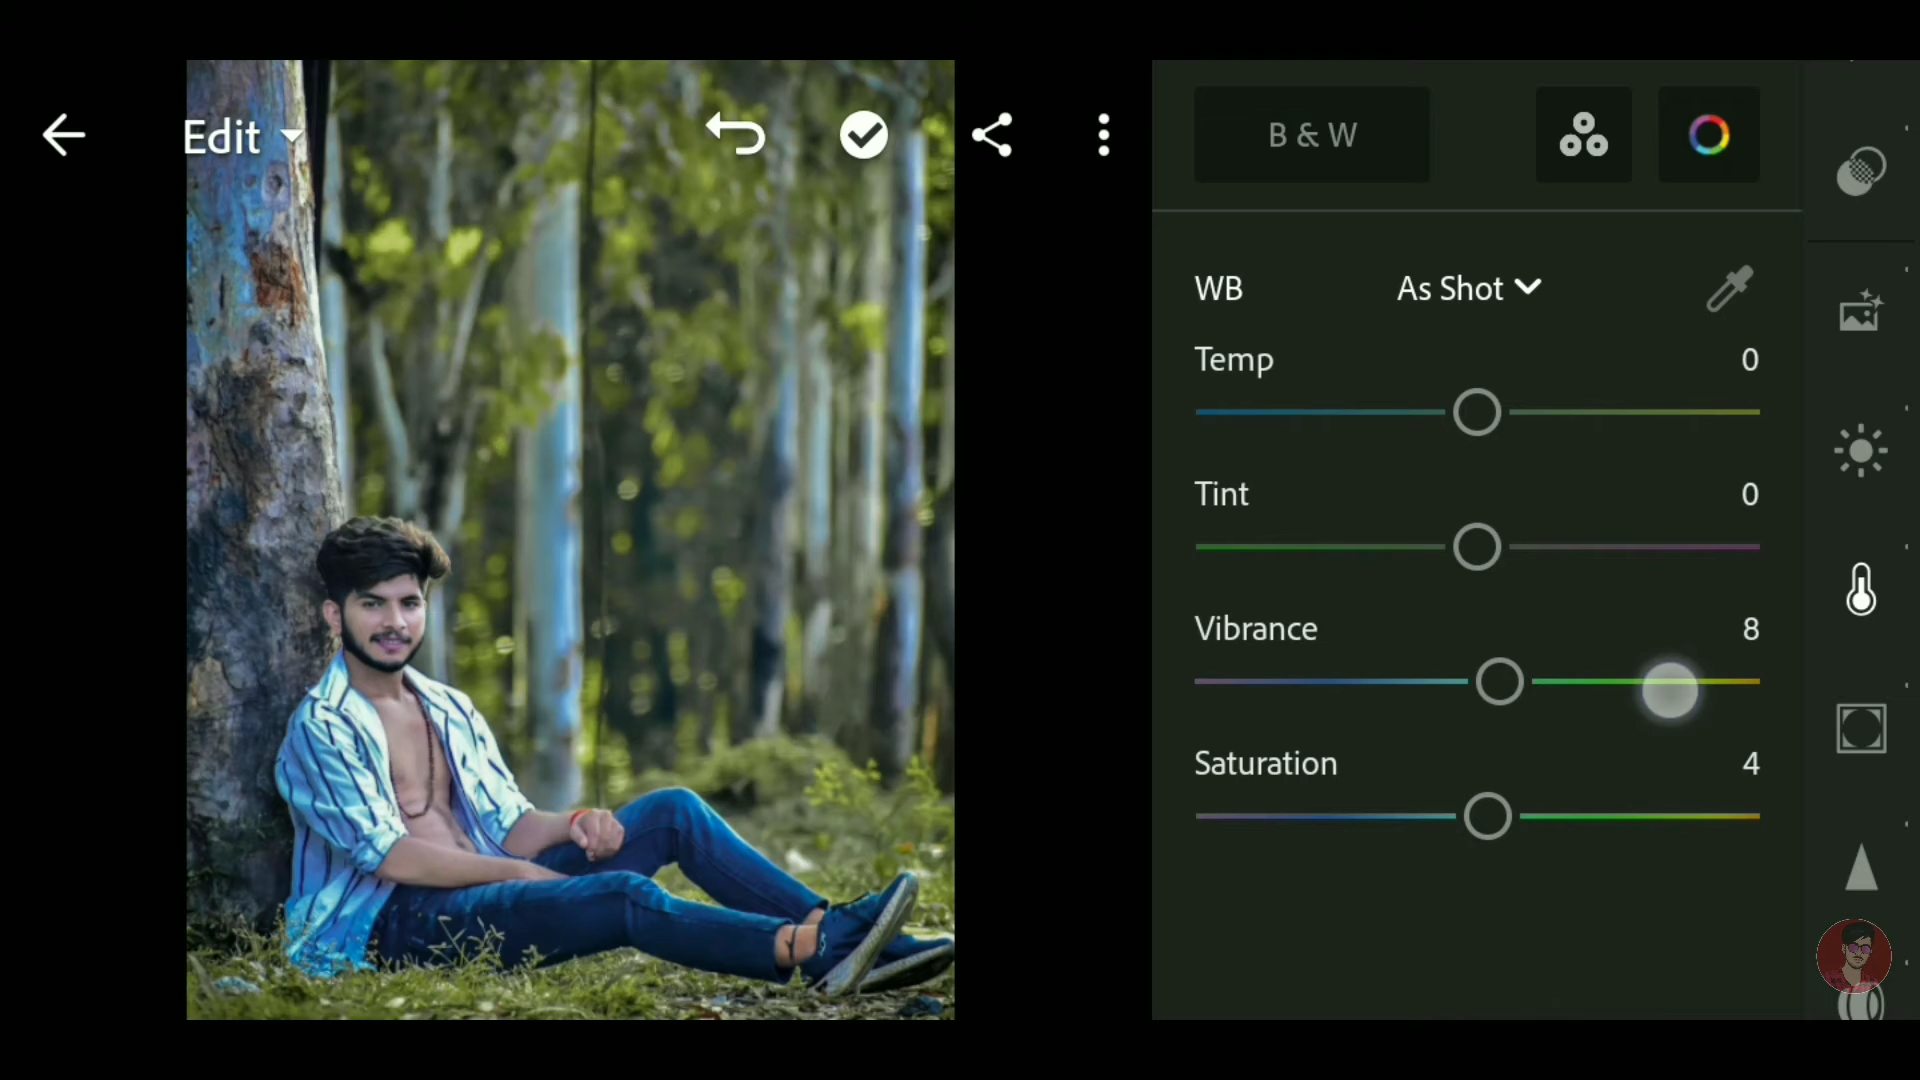 Edit
B & W
WB As Shot
Temp 0
Tint 0
Vibrance 8
Saturation 4